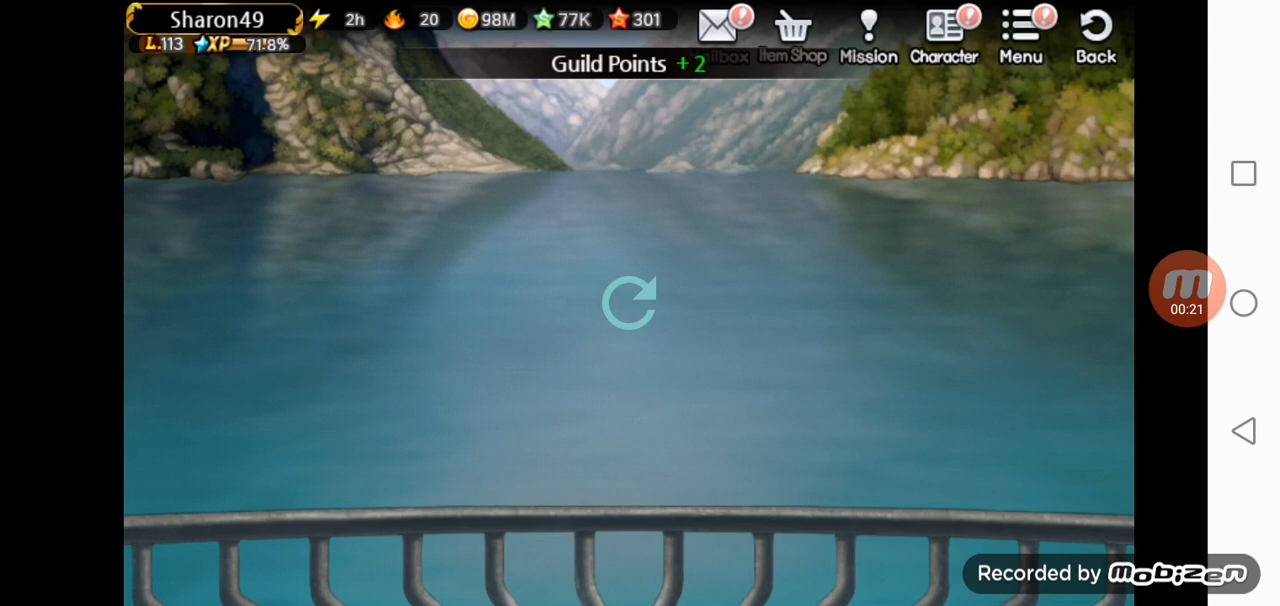 Sharon49
2h
20
98M
77K
301
L.113 XP 71.8%
Guild Points + 2
Mailbox
Item Shop
Mission
Character
Menu
Back
00:21
Recorded by mobizen